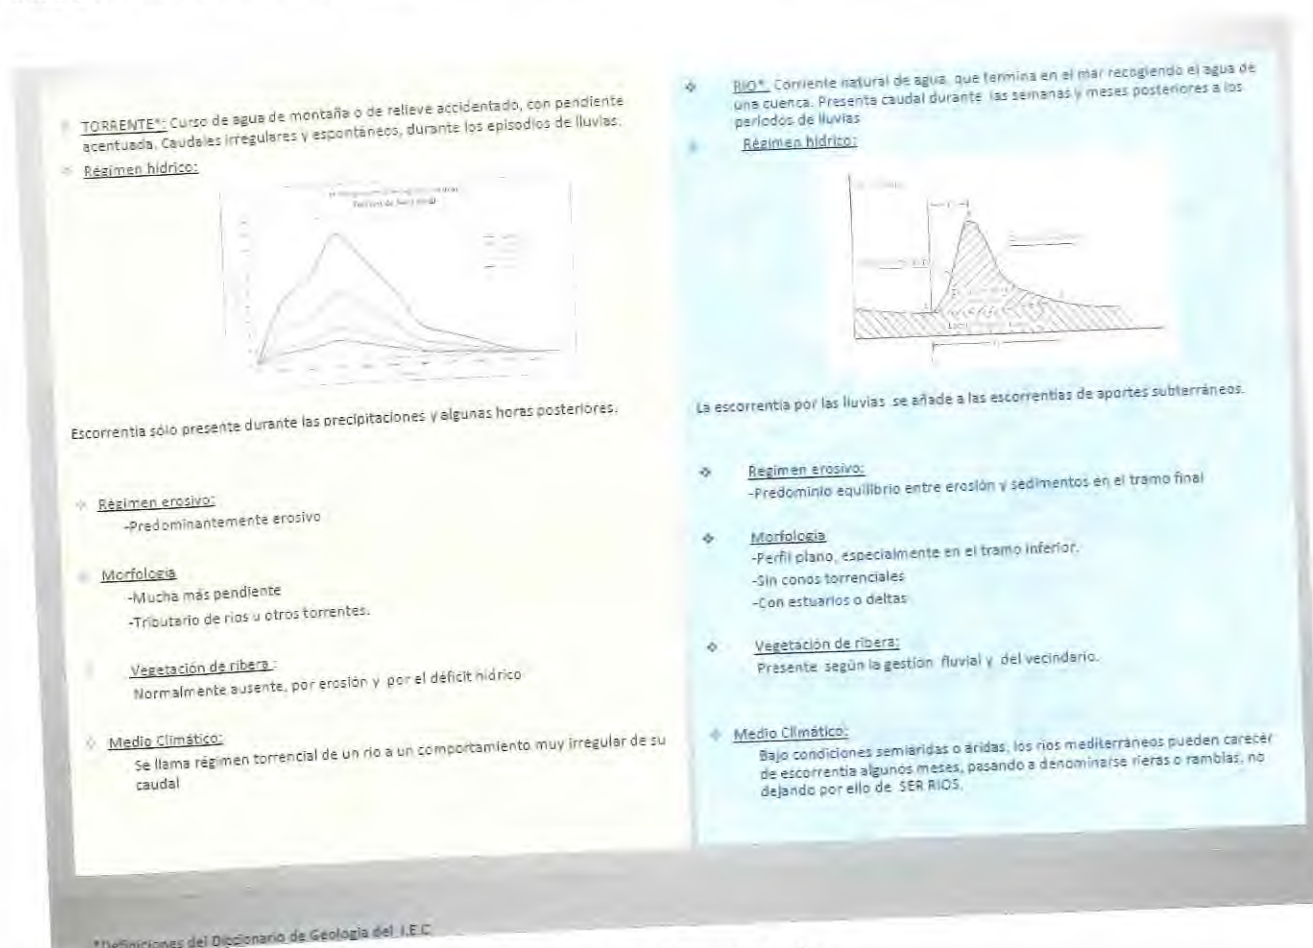 TORRENTE*: Curso de agua de montaña o de relieve accidentado, con pendiente
acentuada. Caudales irregulares y espontáneos, durante los episodios de lluvias.
Régimen hídrico:
Escorrentía sólo presente durante las precipitaciones y algunas horas posteriores.
Régimen erosivo:
-Predominantemente erosivo
Morfología
-Mucha más pendiente
-Tributario de rios u otros torrentes.
Vegetación de ribera :
Normalmente ausente, por erosión y por el déficit hídrico
Medio Climático:
Se llama régimen torrencial de un rio a un comportamiento muy irregular de su
caudal
RIO*: Corriente natural de agua, que termina en el mar recogiendo el agua de
una cuenca. Presenta caudal durante las semanas y meses posteriores a los
periodos de lluvias
Régimen hídrico:
La escorrentía por las lluvias se añade a las escorrentías de aportes subterráneos.
Regimen erosivo:
-Predominio equilibrio entre erosión y sedimentos en el tramo final
Morfología
-Perfil plano, especialmente en el tramo inferior.
-Sin conos torrenciales
-Con estuarios o deltas
Vegetación de ribera:
Presente según la gestión fluvial y del vecindario.
Medio Climático:
Bajo condiciones semiáridas o áridas, los rios mediterráneos pueden carecer
de escorrentía algunos meses, pasando a denominarse rieras o ramblas, no
dejando por ello de SER RIOS.
*Definiciones del Diccionario de Geología del I.E.C